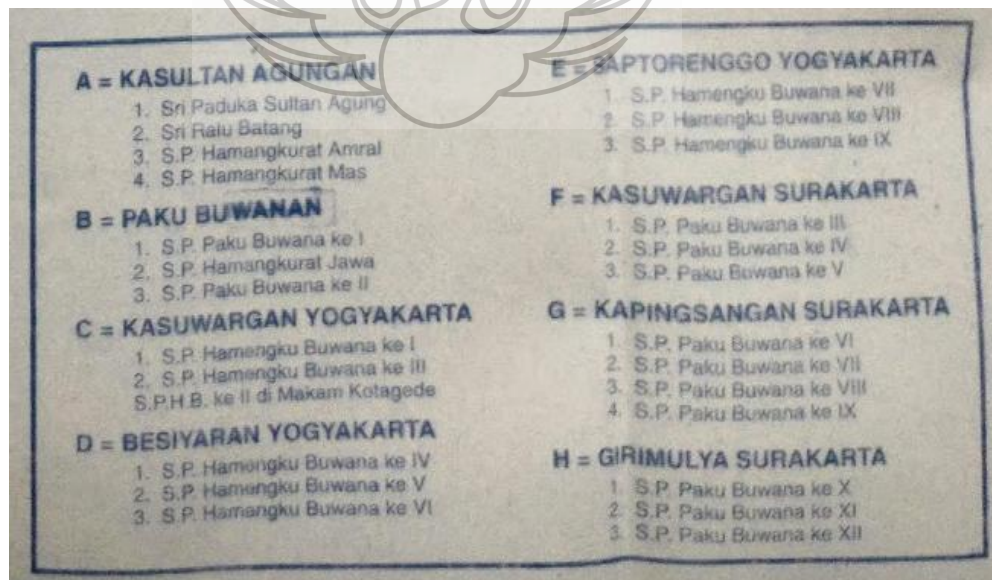 A = KASULTAN AGUNGAN
1. Sri Paduka Sultan Agung
2. Sri Ratu Batang
3. S.P. Hamangkurat Amral
4. S.P. Hamangkurat Mas
B = PAKU BUWANAN
1. S.P. Paku Buwana ke I
2. S.P. Hamangkurat Jawa
3. S.P. Paku Buwana ke II
C = KASUWARGAN YOGYAKARTA
1. S.P. Hamengku Buwana ke I
2. S.P. Hamengku Buwana ke III
S.P.H.B. ke II di Makam Kotagede
D = BESIYARAN YOGYAKARTA
1. S.P. Hamengku Buwana ke IV
2. S.P. Hamengku Buwana ke V
3. S.P. Hamangku Buwana ke VI
E = SAPTORENGGO YOGYAKARTA
1. S.P. Hamengku Buwana ke VII
2. S.P. Hamengku Buwana ke VIII
3. S.P. Hamengku Buwana ke IX
F = KASUWARGAN SURAKARTA
1. S.P. Paku Buwana ke III
2. S.P. Paku Buwana ke IV
3. S.P. Paku Buwana ke V
G = KAPINGSANGAN SURAKARTA
1. S.P. Paku Buwana ke VI
2. S.P. Paku Buwana ke VII
3. S.P. Paku Buwana ke VIII
4. S.P. Paku Buwana ke IX
H = GIRIMULYA SURAKARTA
1. S.P. Paku Buwana ke X
2. S.P. Paku Buwana ke XI
3. S.P. Paku Buwana ke XII